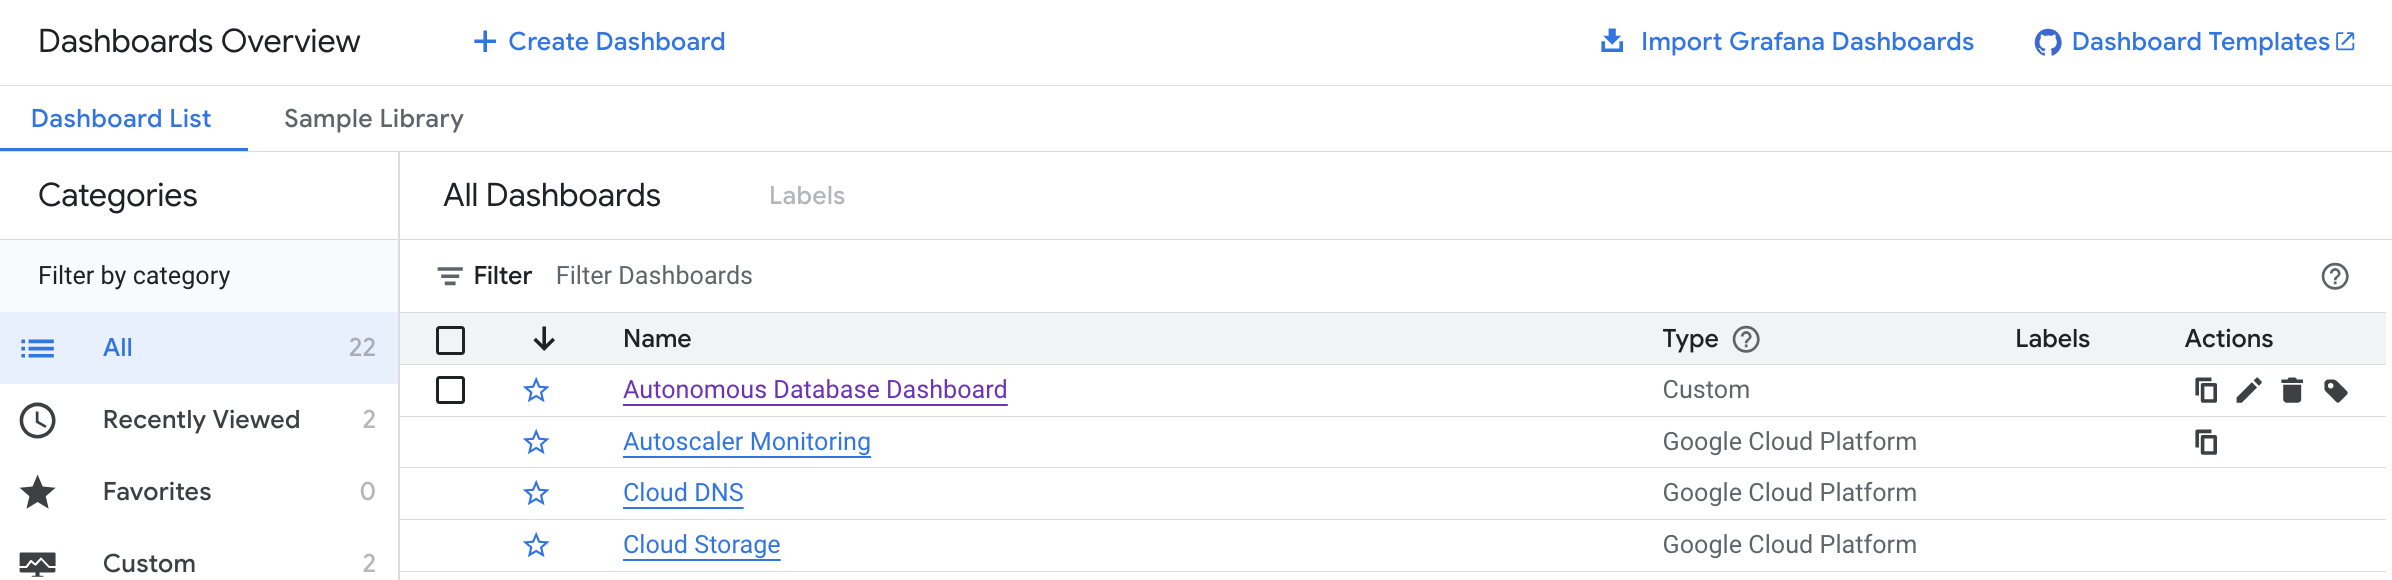 Dashboards Overview Create Dashboard Import Grafana Dashboards Dashboard Templates
Dashboard List Sample Library
Categories All Dashboards Labels
Filter by category Filter Filter Dashboards
Name Type Labels Actions
All 22
Autonomous Database Dashboard Custom
Recently Viewed 2
Autoscaler Monitoring Google Cloud Platform
Favorites 0
Cloud DNS Google Cloud Platform
Cloud Storage Google Cloud Platform
Custom 2